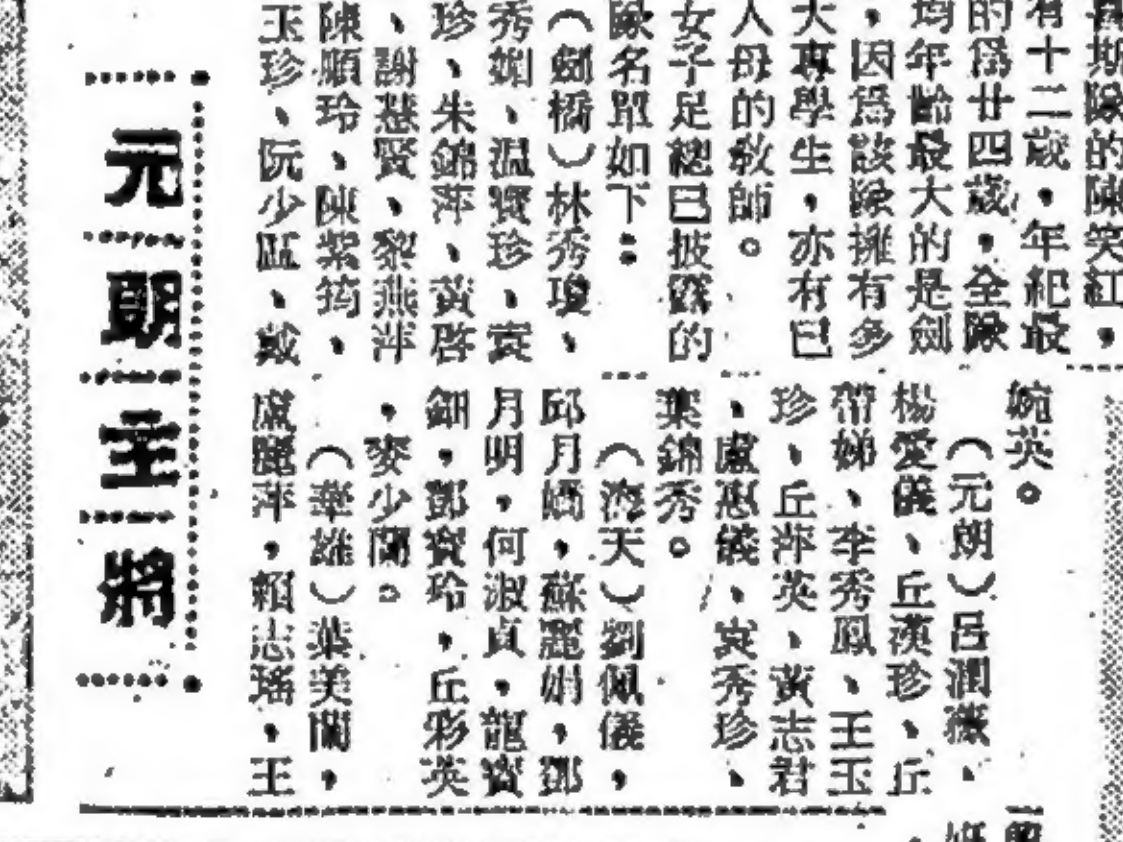 斯隊的陳笑紅，
有十二歲，年紀最
的爲廿四歲，全隊
均年齡最大的是劍
，因爲該隊擁有多
大專學生，亦有已
人母的敎師。
女子足總已披露的
隊名單如下：
（劍橋）林秀瓊、
秀嫻、温寶珍、袁
珍、朱錦萍、黃啓
、謝慧賢、黎燕萍
陳順玲、陳紫筠、
玉珍、阮少區、戴
婉英。
（元朗）呂潤薇、
楊愛儀、丘漢珍、丘
帶娣、李秀鳳、王玉
珍、丘萍英、黃志君
、盧惠儀、袁秀珍、
葉錦秀。
（海天）劉佩儀，
邱月嬌，蘇麗娟，鄧
月明，何淑貞，龍寶
鈿，鄧寶玲，丘彩英
，麥少蘭。
（華雄）葉美蘭，
盧麗萍，賴志瑤，王
元朗主將